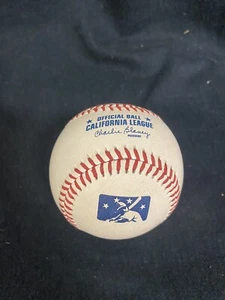 OFFICIAL BALL
CALIFORNIA LEAGUE
Charlie Blaney